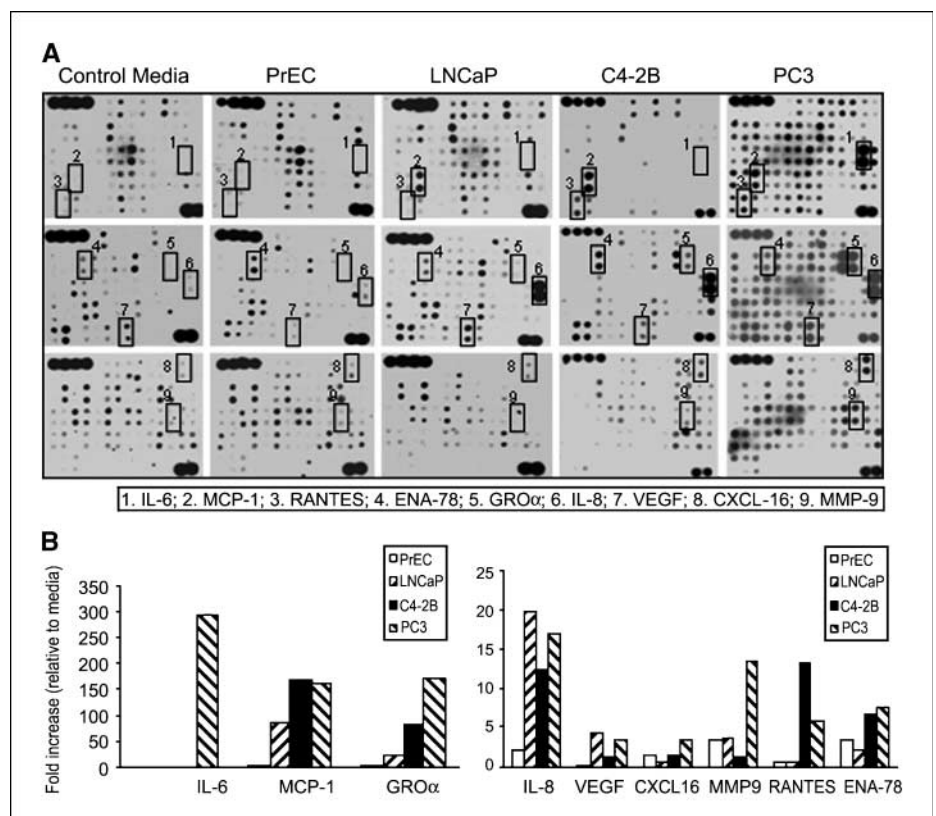 A
Control Media PrEC LNCaP C4-2B PC3
1 1 1 1 1
2 2 2 2 2
3 3 3 3 3
4 5 4 5 4 5 4 5 4 5
6 6 6 6 6
7 7 7 7 7
8 8 8 8 8
9 9 9 9 9
1. IL-6; 2. MCP-1; 3. RANTES; 4. ENA-78; 5. GROα; 6. IL-8; 7. VEGF; 8. CXCL-16; 9. MMP-9
B
Fold increase (relative to media)
350
300
250
200
150
100
50
0
IL-6 MCP-1 GROα
PrEC
LNCaP
C4-2B
PC3
25
20
15
10
5
0
IL-8 VEGF CXCL16 MMP9 RANTES ENA-78
PrEC
LNCaP
C4-2B
PC3